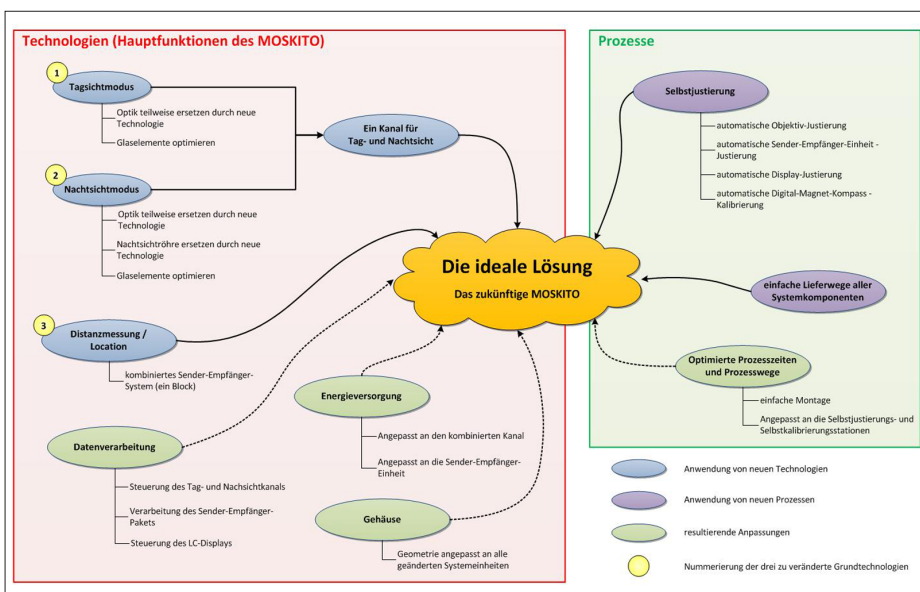 Technologien (Hauptfunktionen des MOSKITO)
1
Tagsichtmodus
Optik teilweise ersetzen durch neue
Technologie
Glaselemente optimieren
Ein Kanal für
Tag- und Nachtsicht
2
Nachtsichtmodus
Optik teilweise ersetzen durch neue
Technologie
Nachtsichtröhre ersetzen durch neue
Technologie
Glaselemente optimieren
Die ideale Lösung
Das zukünftige MOSKITO
3
Distanzmessung /
Location
kombiniertes Sender-Empfänger-
System (ein Block)
Energieversorgung
Angepasst an den kombinierten Kanal
Angepasst an die Sender-Empfänger-
Einheit
Datenverarbeitung
Steuerung des Tag- und Nachsichtkanals
Verarbeitung des Sender-Empfänger-
Pakets
Steuerung des LC-Displays
Gehäuse
Geometrie angepasst an alle
geänderten Systemeinheiten
Prozesse
Selbstjustierung
automatische Objektiv-Justierung
automatische Sender-Empfänger-Einheit -
Justierung
automatische Display-Justierung
automatische Digital-Magnet-Kompass -
Kalibrierung
einfache Lieferwege aller
Systemkomponenten
Optimierte Prozesszeiten
und Prozesswege
einfache Montage
Angepasst an die Selbstjustierungs- und
Selbstkalibrierungsstationen
Anwendung von neuen Technologien
Anwendung von neuen Prozessen
resultierende Anpassungen
Nummerierung der drei zu veränderte Grundtechnologien